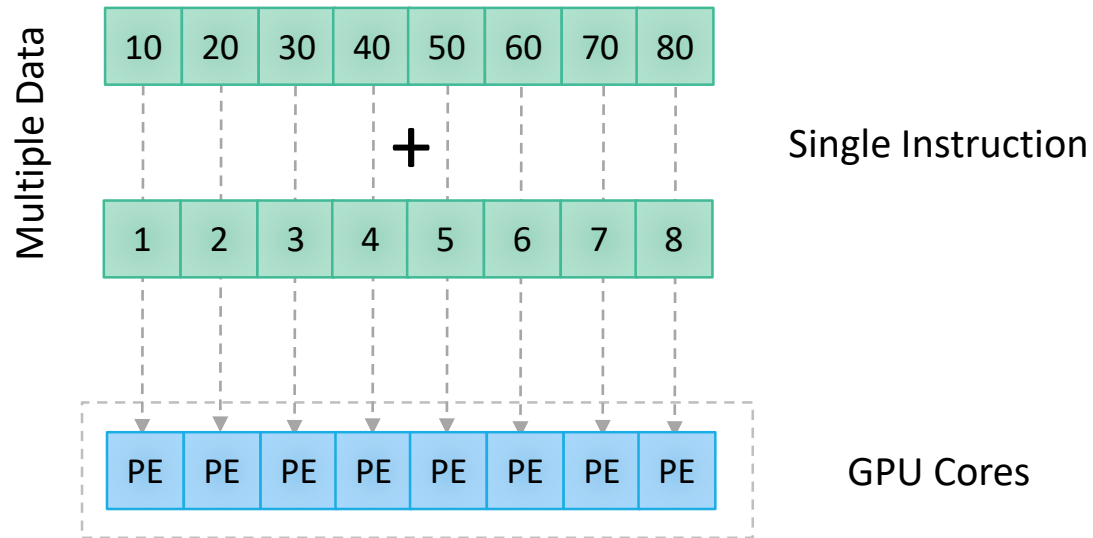 Multiple Data
10 20 30 40 50 60 70 80
+
Single Instruction
1 2 3 4 5 6 7 8
PE PE PE PE PE PE PE PE
GPU Cores